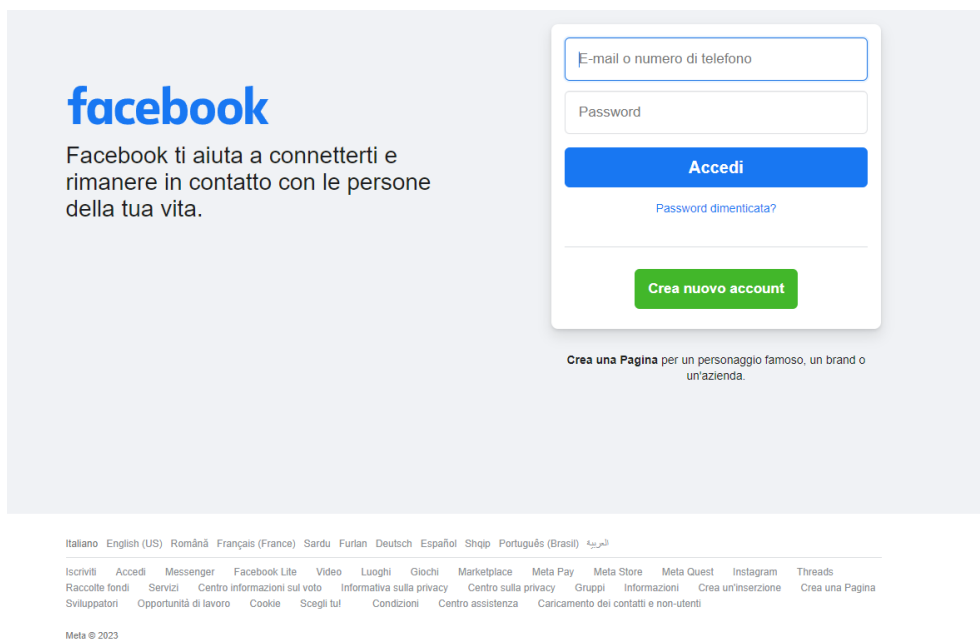 facebook
Facebook ti aiuta a connetterti e
rimanere in contatto con le persone
della tua vita.
E-mail o numero di telefono
Password
Accedi
Password dimenticata?
Crea nuovo account
Crea una Pagina per un personaggio famoso, un brand o
un'azienda.
Italiano English (US) Română Français (France) Sardu Furlan Deutsch Español Shqip Português (Brasil) العربية
Iscriviti Accedi Messenger Facebook Lite Video Luoghi Giochi Marketplace Meta Pay Meta Store Meta Quest Instagram Threads
Raccolte fondi Servizi Centro informazioni sul voto Informativa sulla privacy Centro sulla privacy Gruppi Informazioni Crea un'inserzione Crea una Pagina
Sviluppatori Opportunità di lavoro Cookie Scegli tu! Condizioni Centro assistenza Caricamento dei contatti e non-utenti
Meta © 2023